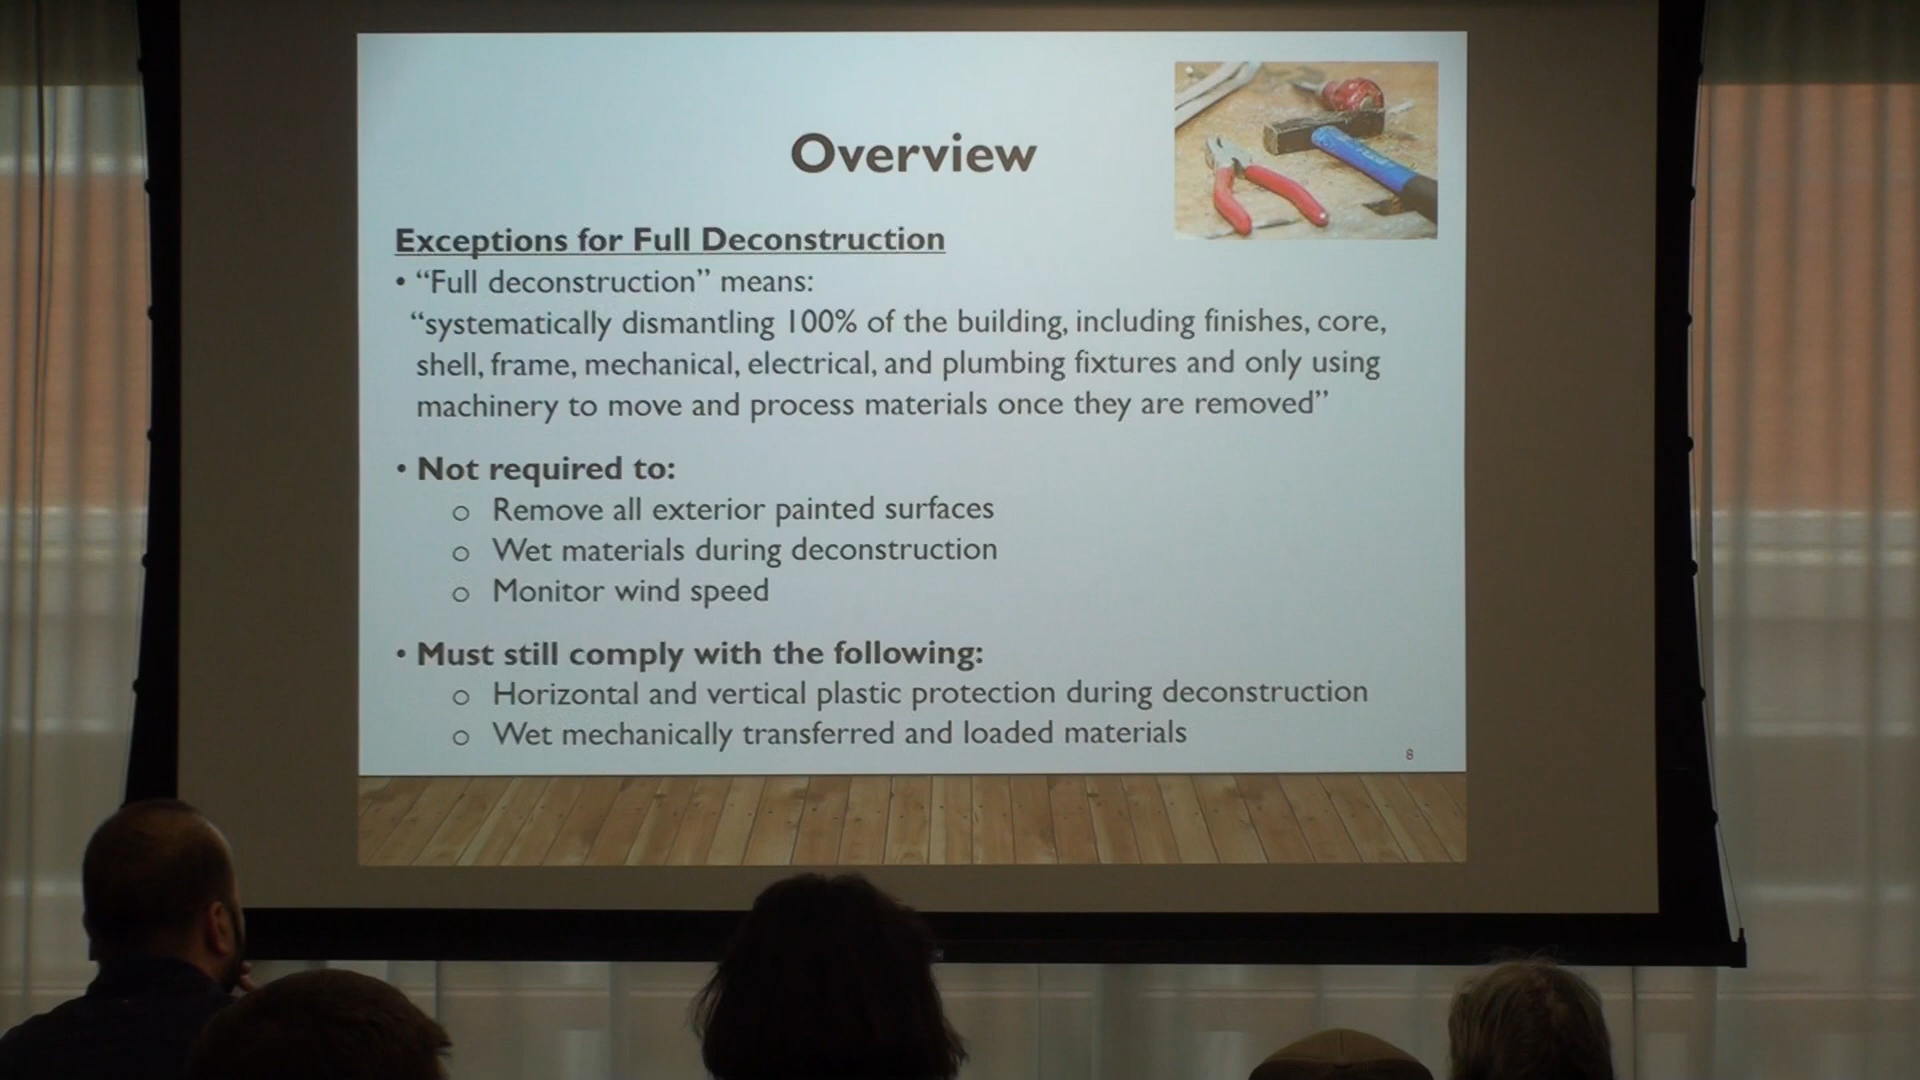 Overview
Exceptions for Full Deconstruction
• “Full deconstruction” means:
“systematically dismantling 100% of the building, including finishes, core,
shell, frame, mechanical, electrical, and plumbing fixtures and only using
machinery to move and process materials once they are removed”
• Not required to:
o Remove all exterior painted surfaces
o Wet materials during deconstruction
o Monitor wind speed
• Must still comply with the following:
o Horizontal and vertical plastic protection during deconstruction
o Wet mechanically transferred and loaded materials
8